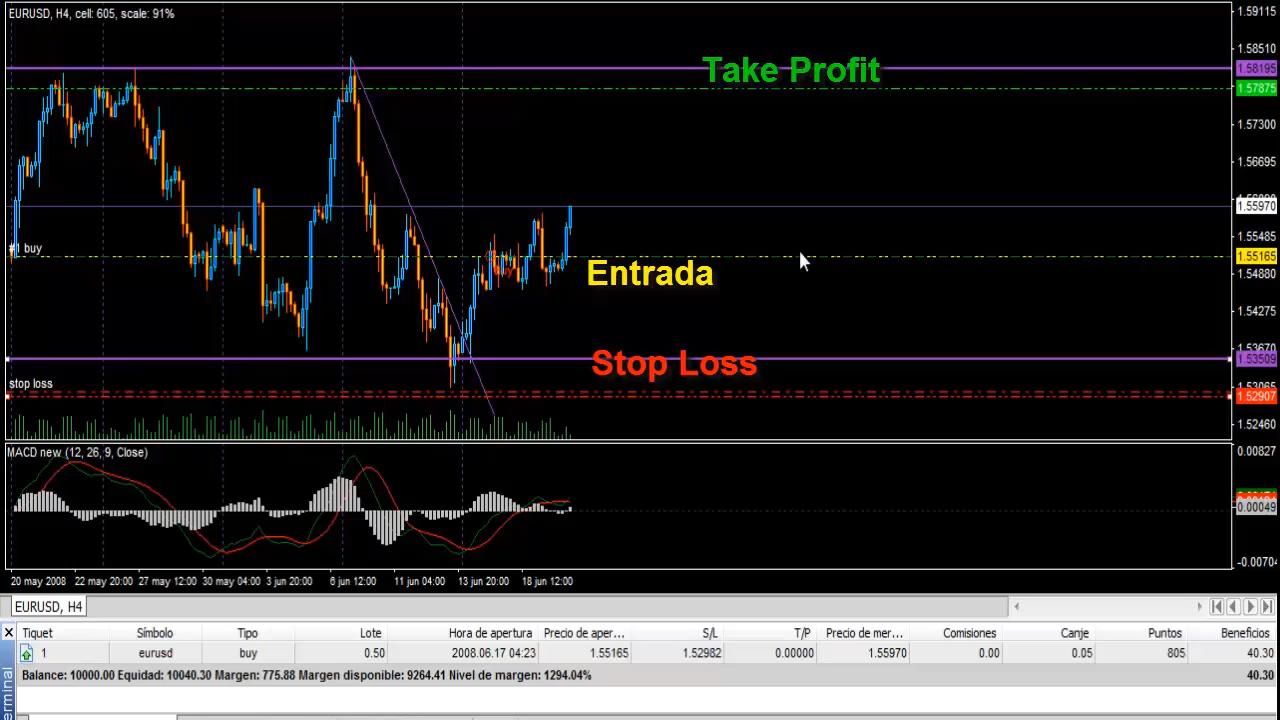 EURUSD, H4, cell: 605, scale: 91%
1.59115
1.58510
Take Profit
1.58195
1.57875
1.57300
1.56695
1.55970
1.55485
#1 buy
1.55165
Entrada
1.54880
1.54275
1.53670
Stop Loss
1.53509
stop loss
1.53065
1.52907
1.52460
MACD new (12, 26, 9, Close)
0.00827
0.00049
-0.00704
20 may 2008 22 may 20:00 27 may 12:00 30 may 04:00 3 jun 20:00 6 jun 12:00 11 jun 04:00 13 jun 20:00 18 jun 12:00
EURUSD, H4
Tiquet Símbolo Tipo Lote Hora de apertura Precio de aper... S/L T/P Precio de mer... Comisiones Canje Puntos Beneficios
1 eurusd buy 0.50 2008.06.17 04:23 1.55165 1.52982 0.00000 1.55970 0.00 0.05 805 40.30
Balance: 10000.00 Equidad: 10040.30 Margen: 775.88 Margen disponible: 9264.41 Nivel de margen: 1294.04% 40.30